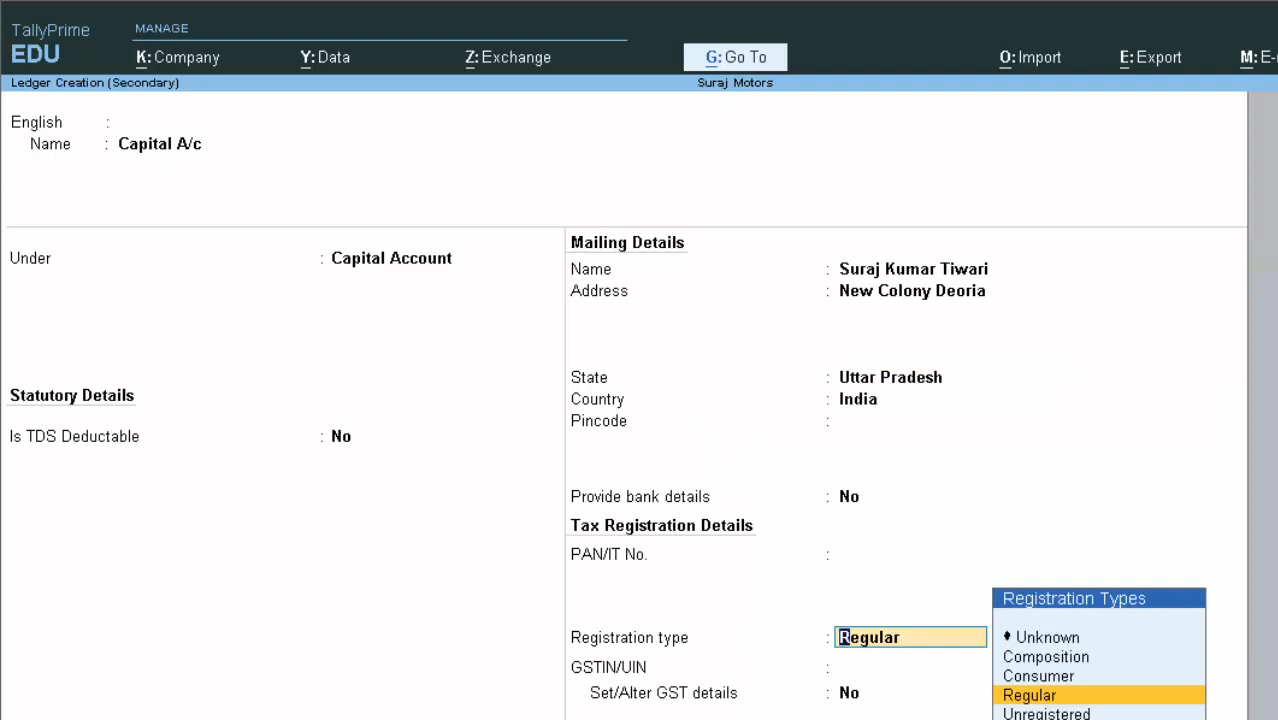 TallyPrime
EDU
MANAGE
K:Company Y:Data Z:Exchange G:Go To O:Import E:Export M:E-
Ledger Creation (Secondary) Suraj Motors
English :
Name : Capital A/c
Under : Capital Account
Statutory Details
Is TDS Deductable : No
Mailing Details
Name : Suraj Kumar Tiwari
Address : New Colony Deoria
State : Uttar Pradesh
Country : India
Pincode :
Provide bank details : No
Tax Registration Details
PAN/IT No. :
Registration type : Regular
GSTIN/UIN :
Set/Alter GST details : No
Registration Types
♦ Unknown
Composition
Consumer
Regular
Unregistered